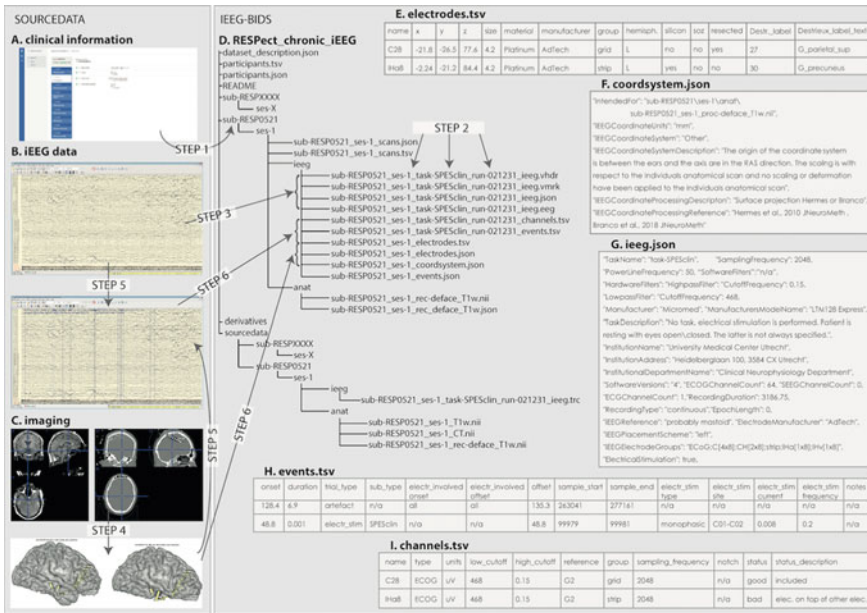 SOURCEDATA
A. clinical information
B. iEEG data
C. imaging
STEP 1
STEP 3
STEP 6
STEP 5
STEP 5
STEP 6
STEP 4
IEEG-BIDS
D. RESPect_chronic_iEEG
dataset_description.json
participants.tsv
participants.json
README
sub-RESPXXXX
ses-X
sub-RESP0521
ses-1
sub-RESP0521_ses-1_scans.json
sub-RESP0521_ses-1_scans.tsv
ieeg
STEP 2
sub-RESP0521_ses-1_task-SPESclin_run-021231_ieeg.vhdr
sub-RESP0521_ses-1_task-SPESclin_run-021231_ieeg.vmrk
sub-RESP0521_ses-1_task-SPESclin_run-021231_ieeg.json
sub-RESP0521_ses-1_task-SPESclin_run-021231_ieeg.eeg
sub-RESP0521_ses-1_task-SPESclin_run-021231_channels.tsv
sub-RESP0521_ses-1_task-SPESclin_run-021231_events.tsv
sub-RESP0521_ses-1_electrodes.tsv
sub-RESP0521_ses-1_electrodes.json
sub-RESP0521_ses-1_coordsystem.json
sub-RESP0521_ses-1_events.json
anat
sub-RESP0521_ses-1_rec-deface_T1w.nii
sub-RESP0521_ses-1_rec_deface_T1w.json
derivatives
sourcedata
sub-RESPXXXX
ses-X
sub-RESP0521
ses-1
ieeg
sub-RESP0521_ses-1_task-SPESclin_run-021231_ieeg.trc
anat
sub-RESP0521_ses-1_T1w.nii
sub-RESP0521_ses-1_CT.nii
sub-RESP0521_ses-1_rec-deface_T1w.nii
E. electrodes.tsv
name x y z size material manufacturer group hemisph. silicon soz resected Destr_label Destrieux_label_text
C28 -21.8 -36.5 77.6 4.2 Platinum AdTech grid L no no yes 27 G_parietal_sup
IHa8 -2.24 -21.2 84.4 4.2 Platinum AdTech strip L yes no no 30 G_precuneus
F. coordsystem.json
"IntendedFor": "sub-RESP0521\ses-1\anat\,
sub-RESP0521_ses-1_proc-deface_T1w.nii",
"iEEGCoordinateUnits": "mm",
"iEEGCoordinateSystem": "Other",
"iEEGCoordinateSystemDescription": "The origin of the coordinate system
is between the ears and the axis are in the RAS direction. The scaling is with
respect to the individuals anatomical scan and no scaling or deformation
have been applied to the individuals anatomical scan",
"iEEGCoordinateProcessingDescripton": "Surface projection Hermes or Branco",
"iEEGCoordinateProcessingReference": "Hermes et al., 2010 JNeuroMeth
Branco et al., 2018 JNeuroMeth"
G. ieeg.json
"TaskName": "task-SPESclin", "SamplingFrequency": 2048,
"PowerLineFrequency": 50, "SoftwareFilters": "n/a",
"HardwareFilters": "HighpassFilter": "CutoffFrequency": 0,15,
"LowpassFilter": "CutoffFrequency": 468,
"Manufacturer": "Micromed", "ManufacturersModelName": "LTM128 Express",
"TaskDescription": "No task, electrical stimulation is performed. Patient is
resting with eyes open\closed. The latter is not always specified.",
"InstitutionName": "University Medical Center Utrecht",
"InstitutionAddress": "Heidelberglaan 100, 3584 CX Utrecht",
"InstitutionalDepartmentName": "Clinical Neurophysiology Department",
"SoftwareVersions": "4", "ECOGChannelCount": 64, "SEEGChannelCount": 0,
"ECGChannelCount": 1, "RecordingDuration": 3186.75,
"RecordingType": "continuous", "EpochLength": 0,
"iEEGReference": "probably mastoid", "ElectrodeManufacturer": "AdTech",
"iEEGPlacementScheme": "left",
"iEEGElectrodeGroups": "ECoG:C[4x8];CH[2x8];strip;IHa[1x8];IHv[1x8]",
"ElectricalStimulation": true,
H. events.tsv
onset duration trial_type sub_type electr_involved onset electr_involved offset offset sample_start sample_end electr_stim type electr_stim site electr_stim current electr_stim frequency notes
128.4 6.9 artefact n/a all all 135.3 263041 277161 n/a n/a n/a n/a n/a
48.8 0.001 electr_stim SPESclin n/a n/a 48.8 99979 99981 monophasic C01-C02 0.008 0.2 n/a
I. channels.tsv
name type units low_cutoff high_cutoff reference group sampling_frequency notch status status_description
C28 ECOG uV 468 0.15 G2 grid 2048 n/a good included
IHa8 ECOG uV 468 0.15 G2 strip 2048 n/a bad elec. on top of other elec.